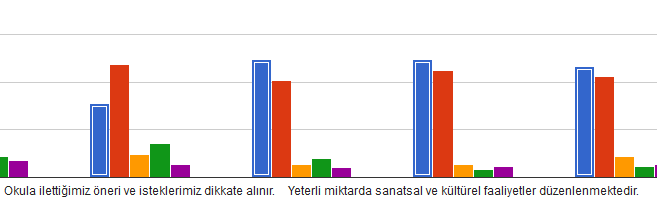 Okula ilettiğimiz öneri ve isteklerimiz dikkate alınır. Yeterli miktarda sanatsal ve kültürel faaliyetler düzenlenmektedir.